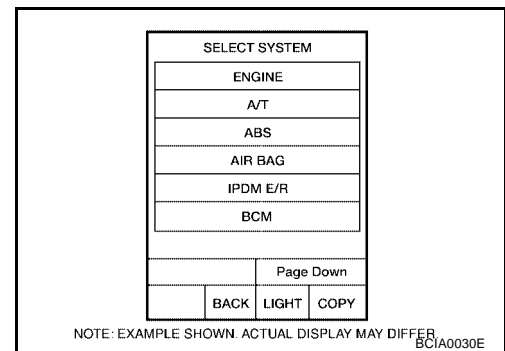 SELECT SYSTEM
ENGINE
A/T
ABS
AIR BAG
IPDM E/R
BCM
Page Down
BACK LIGHT COPY
NOTE: EXAMPLE SHOWN. ACTUAL DISPLAY MAY DIFFER.
BCIA0030E